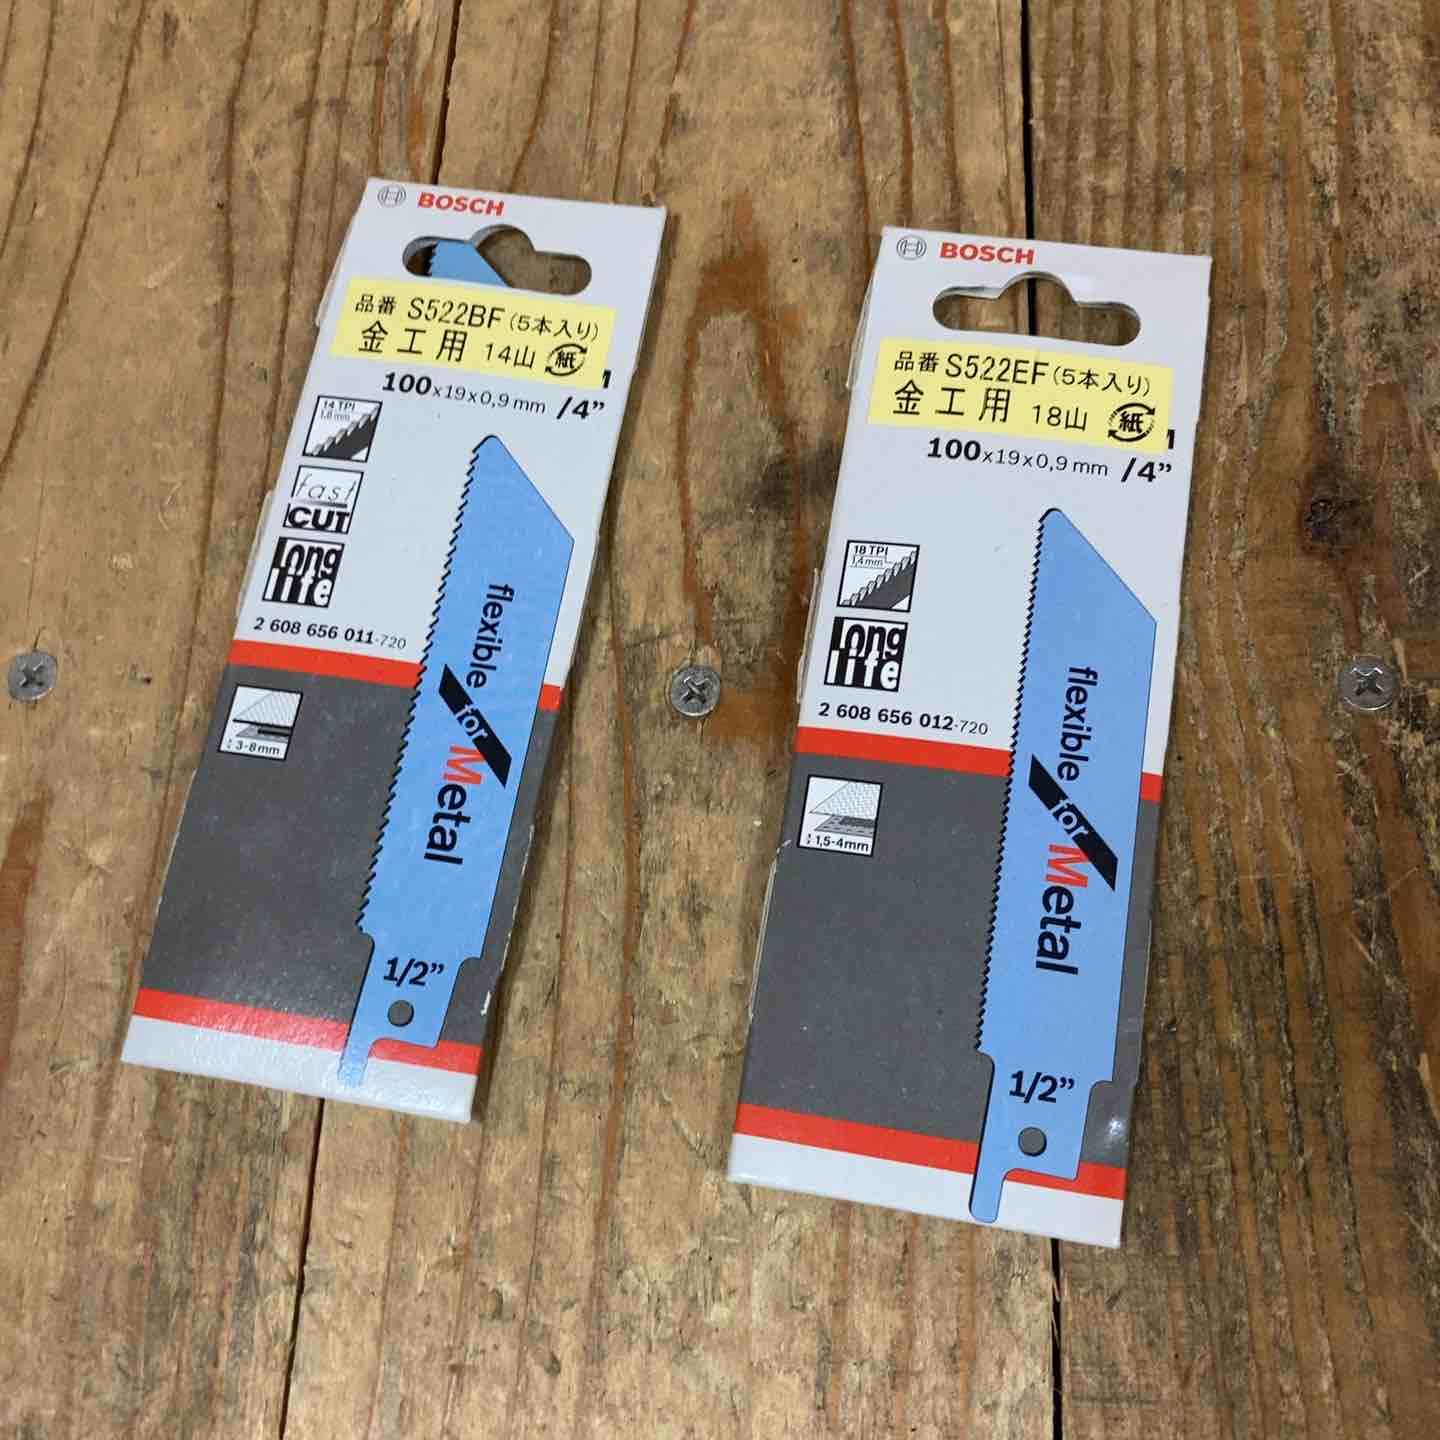 BOSCH
品番 S522BF(5本入り)
金工用 14山 紙
100x19x0,9 mm /4”
14 TPI
1,8 mm
fast
CUT
long
life
2 608 656 011-720
3-8mm
flexible
for
Metal
1/2”
BOSCH
品番 S522EF(5本入り)
金工用 18山 紙
100x19x0,9 mm /4”
18 TPI
1,4 mm
long
life
2 608 656 012-720
1,5-4mm
flexible
for
Metal
1/2”